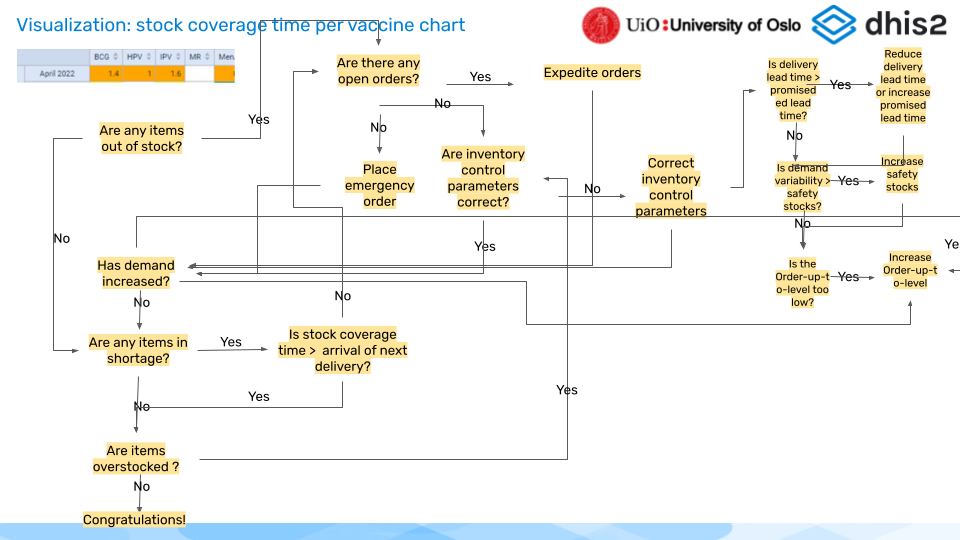 Visualization: stock coverage time per vaccine chart
UiO:University of Oslo
dhis2
BCG HPV IPV MR Men
April 2022 1.4 1 1.6
Are there any
open orders?
Yes
Expedite orders
Is delivery
lead time >
promis
ed lead
time?
Yes
Reduce
delivery
lead time
or increase
promised
lead time
Are any items
out of stock?
Yes
No
No
No
Place
emergency
order
Are inventory
control
parameters
correct?
No
Correct
inventory
control
parameters
Is demand
variability >
safety
stocks?
Yes
Increase
safety
stocks
No
Yes
No
Ye
Has demand
increased?
No
No
Is the
Order-up-t
o-level too
low?
Yes
Increase
Order-up-t
o-level
Are any items in
shortage?
Yes
Is stock coverage
time > arrival of next
delivery?
Yes
Yes
No
Are items
overstocked ?
No
Congratulations!